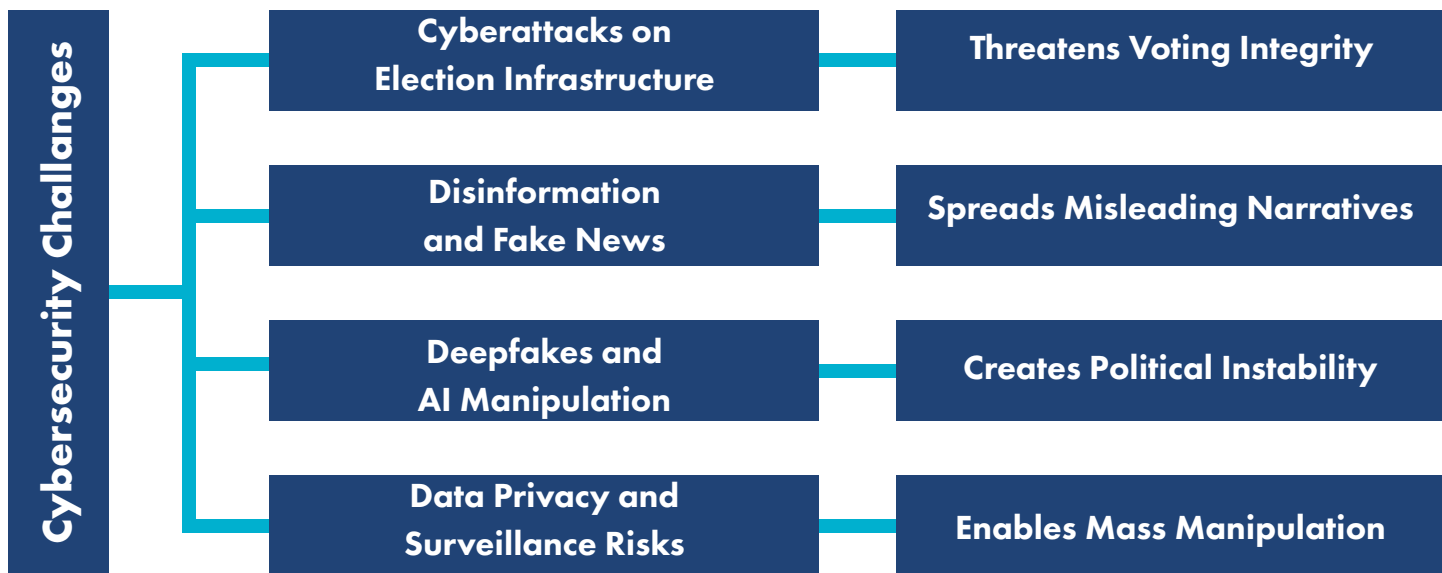 Cybersecurity Challanges
Cyberattacks on
Election Infrastructure
Threatens Voting Integrity
Disinformation
and Fake News
Spreads Misleading Narratives
Deepfakes and
AI Manipulation
Creates Political Instability
Data Privacy and
Surveillance Risks
Enables Mass Manipulation